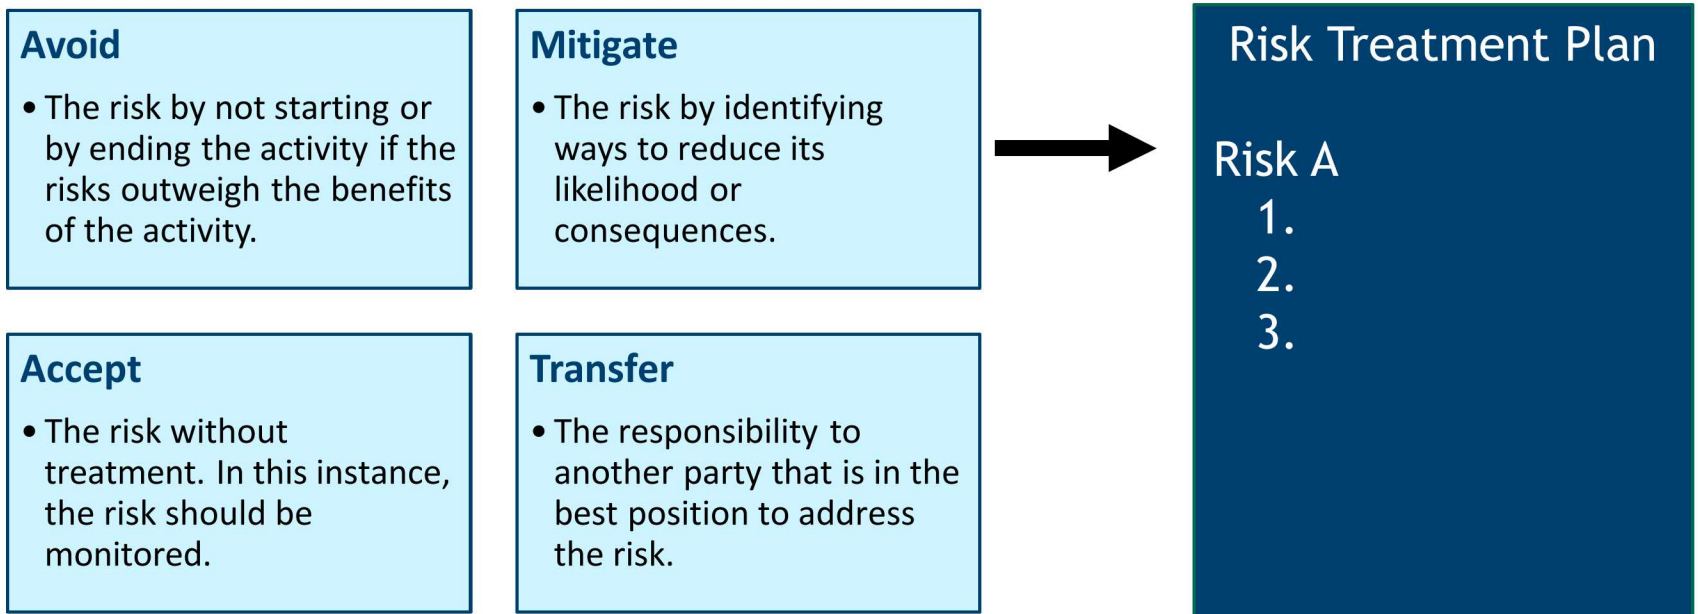 Avoid
• The risk by not starting or
by ending the activity if the
risks outweigh the benefits
of the activity.
Mitigate
• The risk by identifying
ways to reduce its
likelihood or
consequences.
Accept
• The risk without
treatment. In this instance,
the risk should be
monitored.
Transfer
• The responsibility to
another party that is in the
best position to address
the risk.
Risk Treatment Plan
Risk A
1.
2.
3.